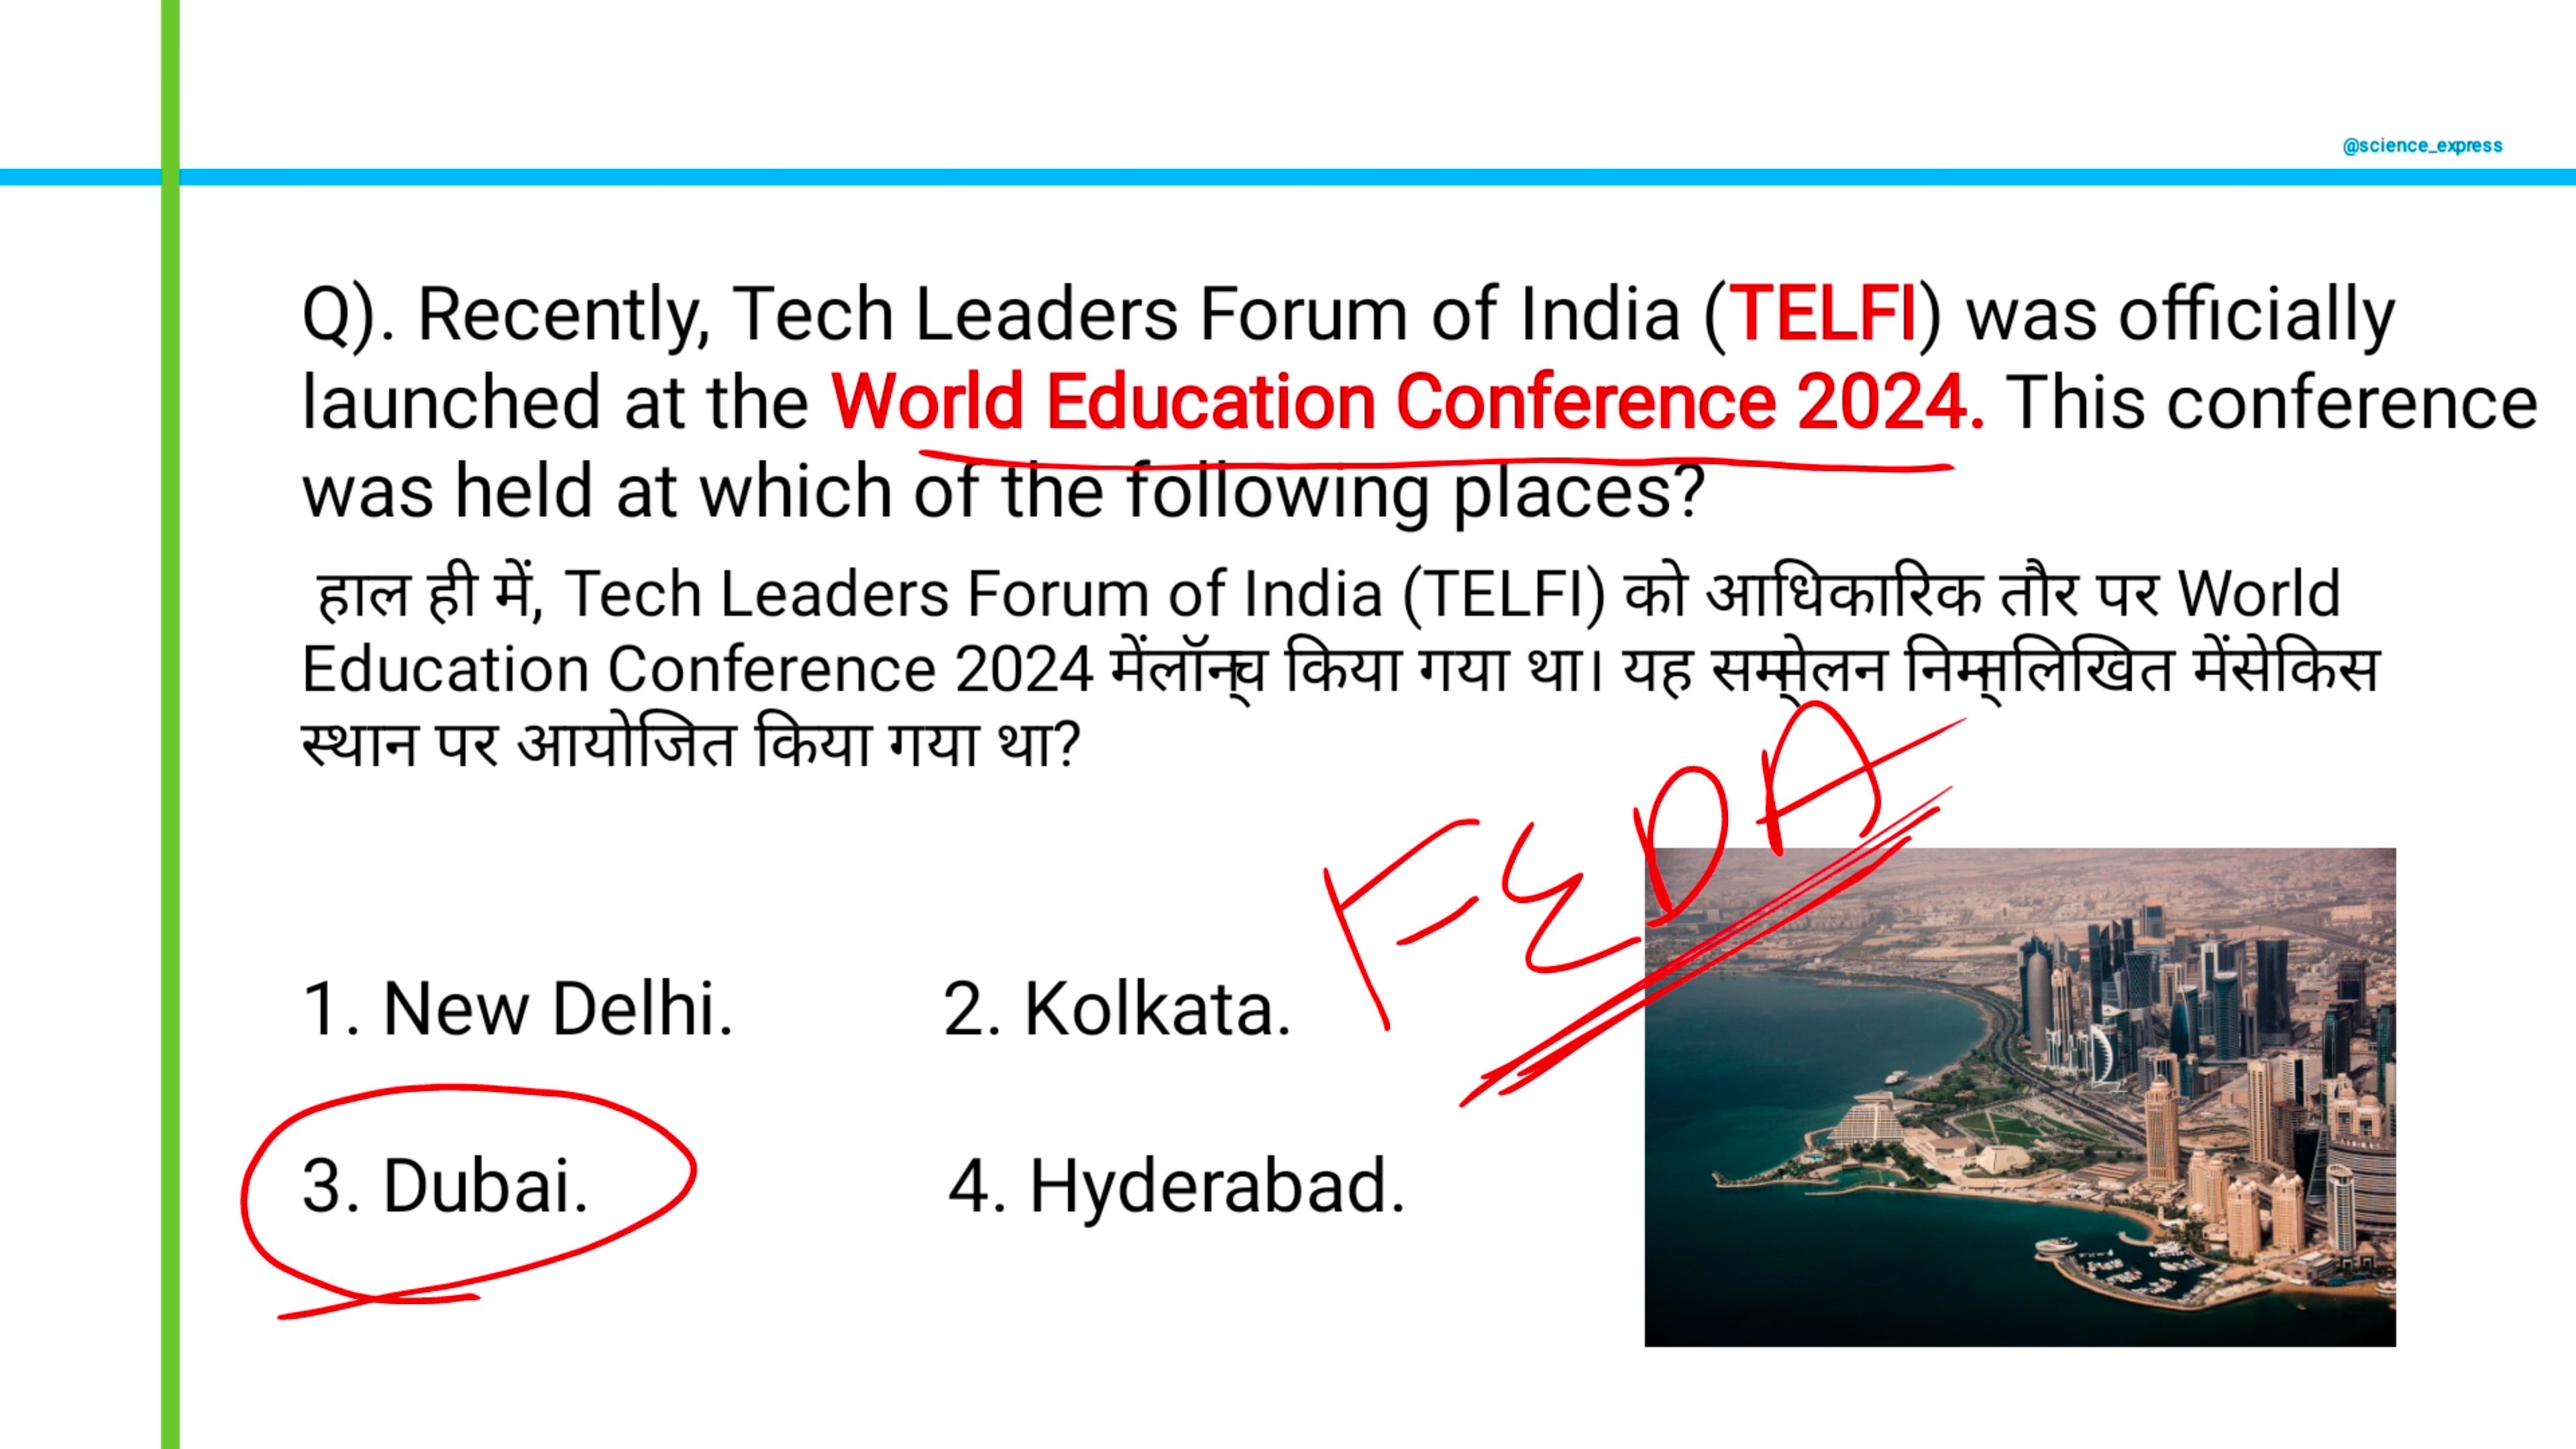 @science_express
Q). Recently, Tech Leaders Forum of India (TELFI) was officially
launched at the World Education Conference 2024. This conference
was held at which of the following places?
हाल ही में, Tech Leaders Forum of India (TELFI) को आधिकारिक तौर पर World
Education Conference 2024 मेंलॉन्च किया गया था। यह सम्मेलन निम्नलिखित मेंसेकिस
स्थान पर आयोजित किया गया था?
FEDA
1. New Delhi. 2. Kolkata.
3. Dubai. 4. Hyderabad.